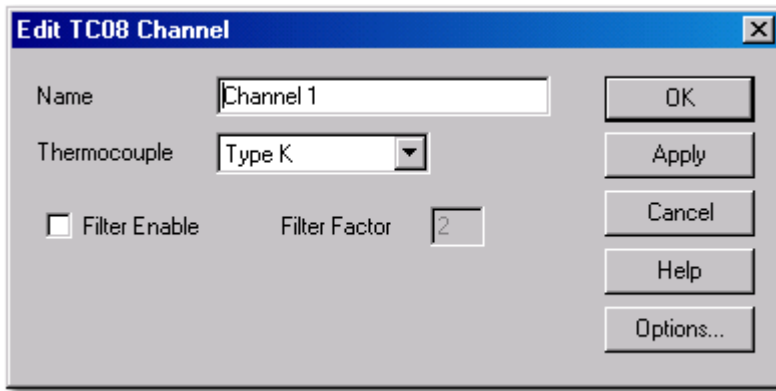 Edit TC08 Channel
Name
Channel 1
OK
Thermocouple
Type K
Apply
Filter Enable
Filter Factor
2
Cancel
Help
Options...